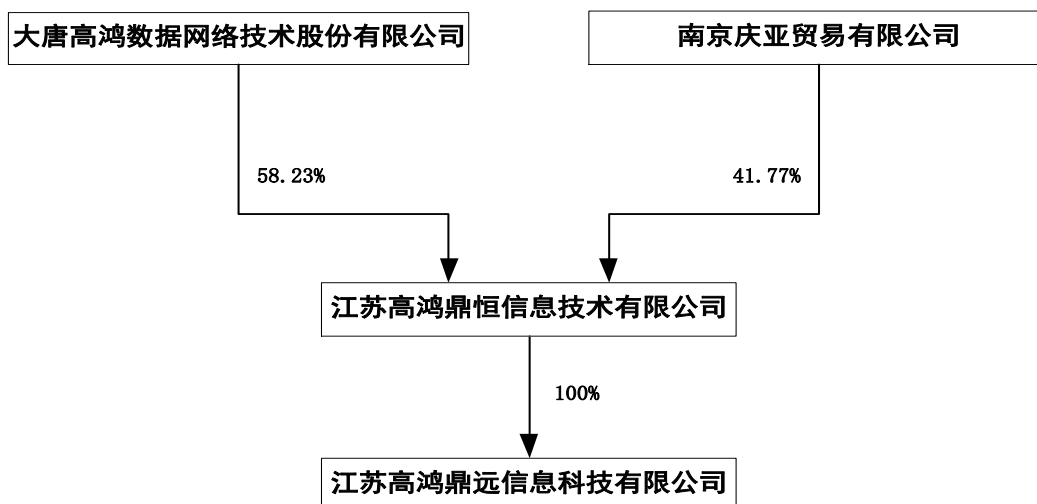 大唐高鸿数据网络技术股份有限公司
南京庆亚贸易有限公司
58.23%
41.77%
江苏高鸿鼎恒信息技术有限公司
100%
江苏高鸿鼎远信息科技有限公司